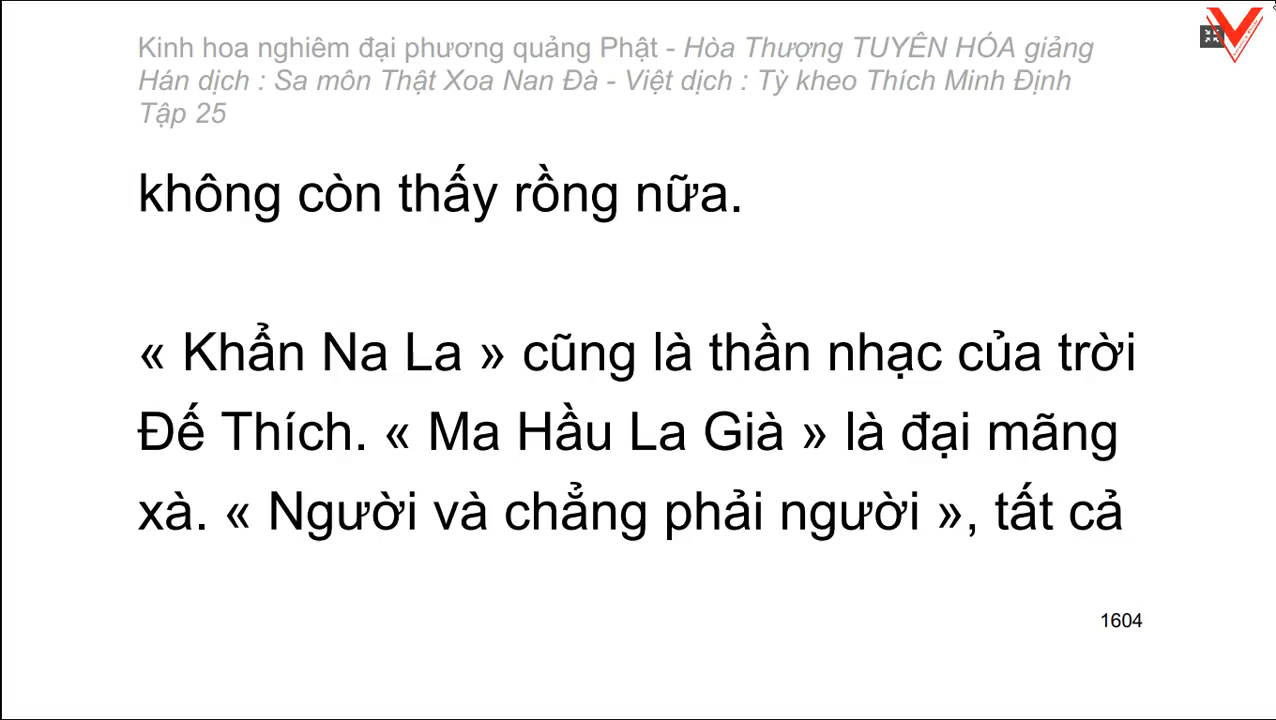 Kinh hoa nghiêm đại phương quảng Phật - Hòa Thượng TUYÊN HÓA giảng
Hán dịch : Sa môn Thật Xoa Nan Đà - Việt dịch : Tỳ kheo Thích Minh Định
Tập 25
không còn thấy rồng nữa.
« Khẩn Na La » cũng là thần nhạc của trời
Đế Thích. « Ma Hầu La Già » là đại mãng
xà. « Người và chẳng phải người », tất cả
1604